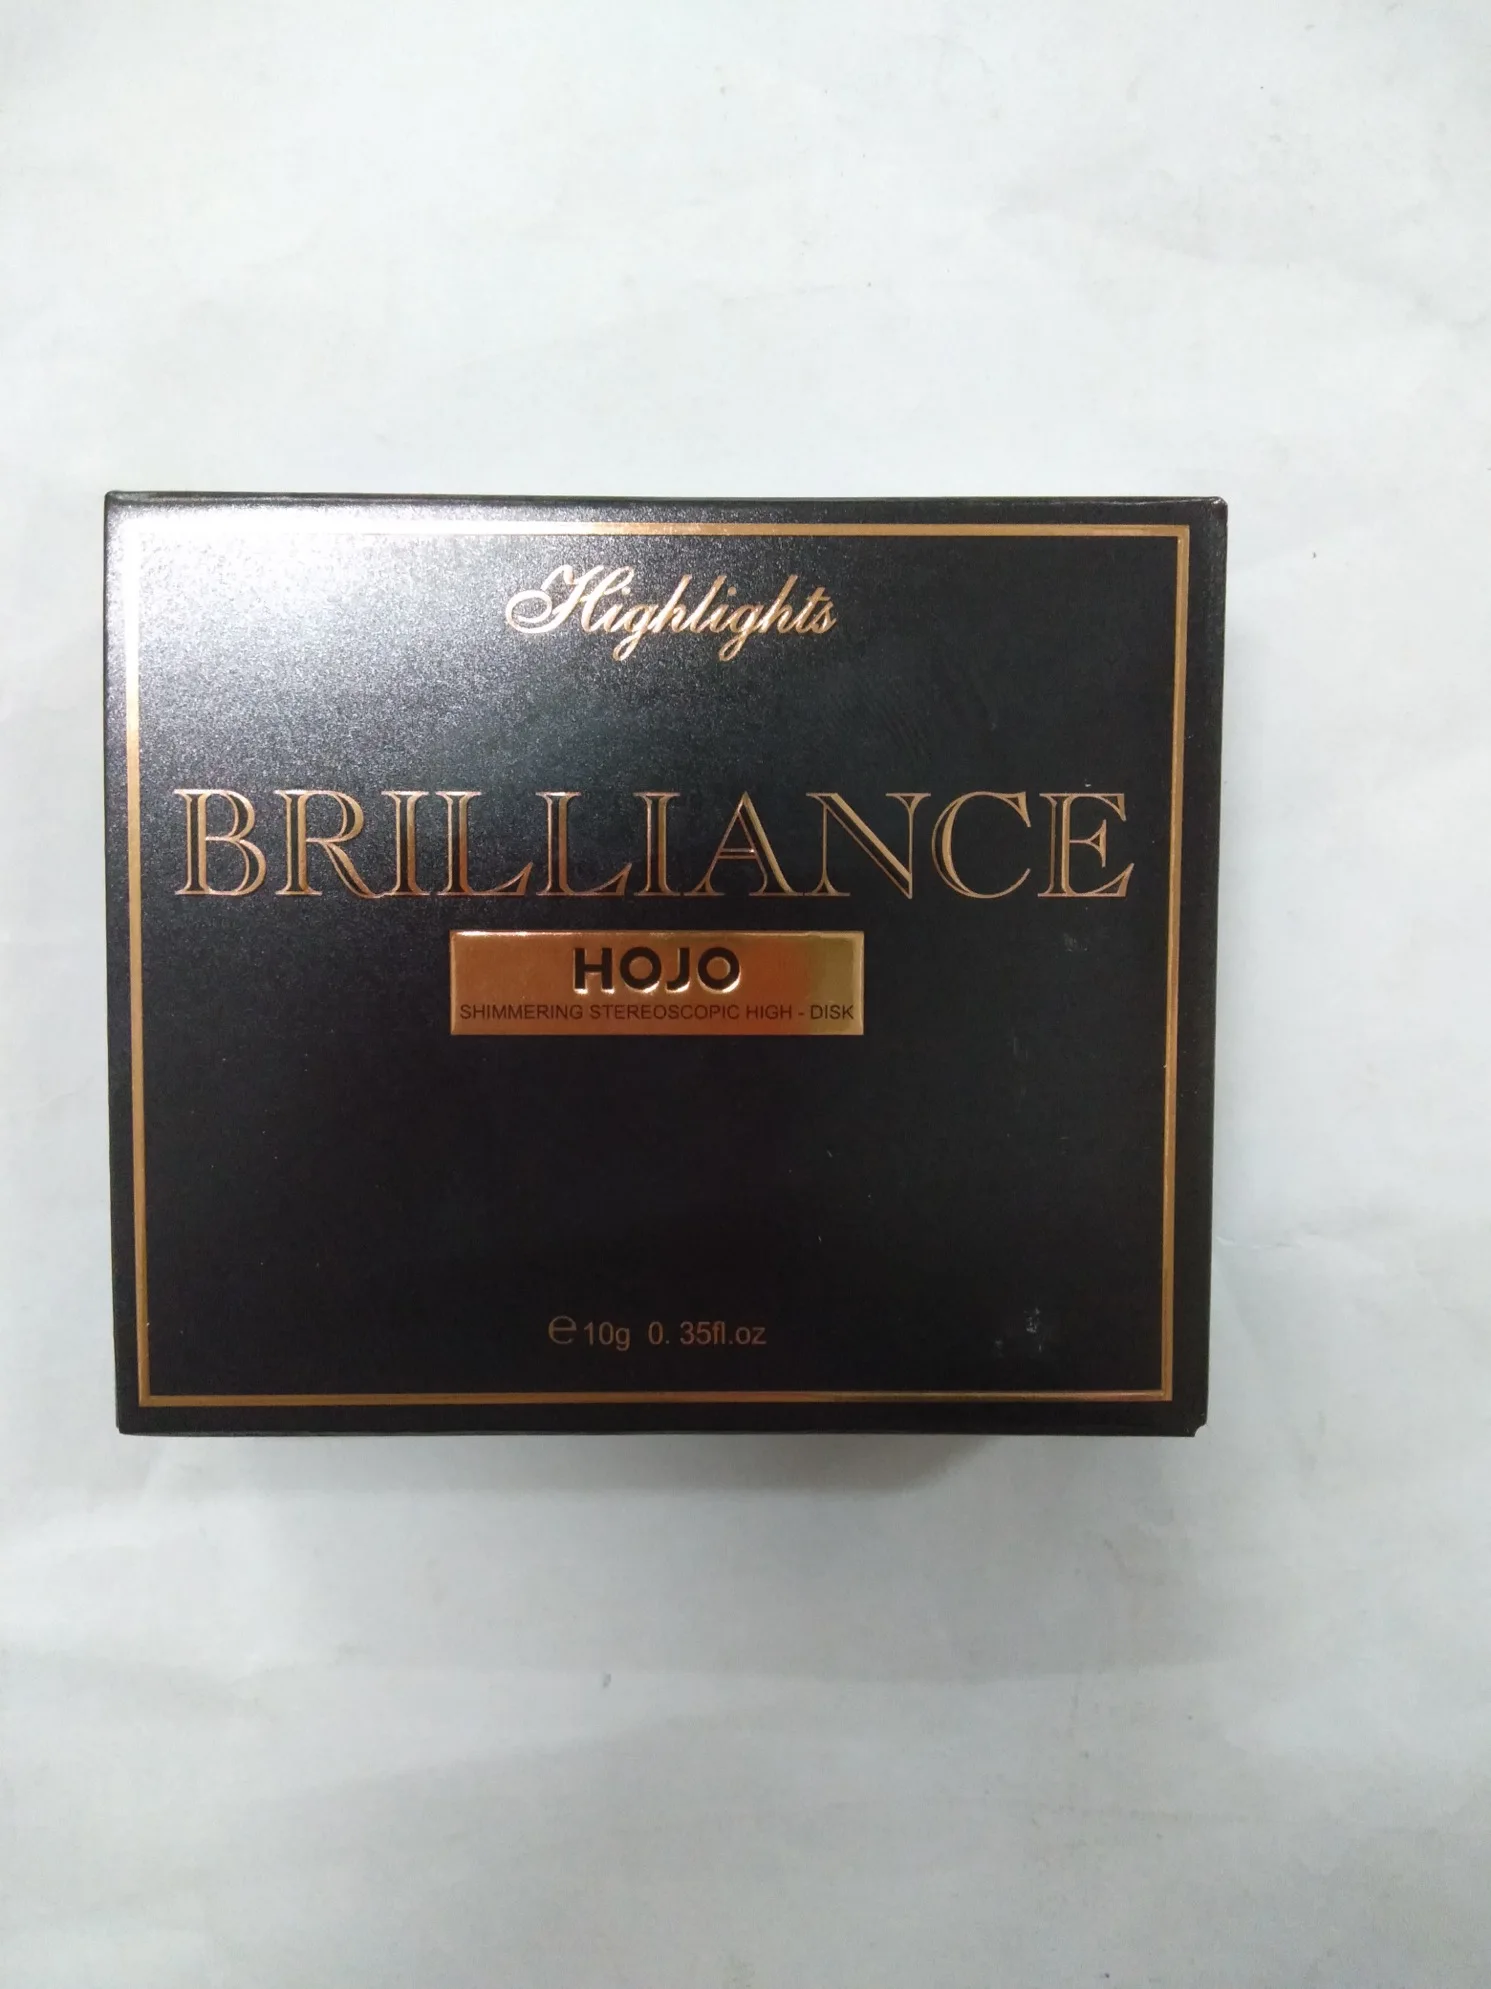 Highlights
BRILLIANCE
HOJO
SHIMMERING STEREOSCOPIC HIGH - DISK
℮10g 0. 35fl.oz